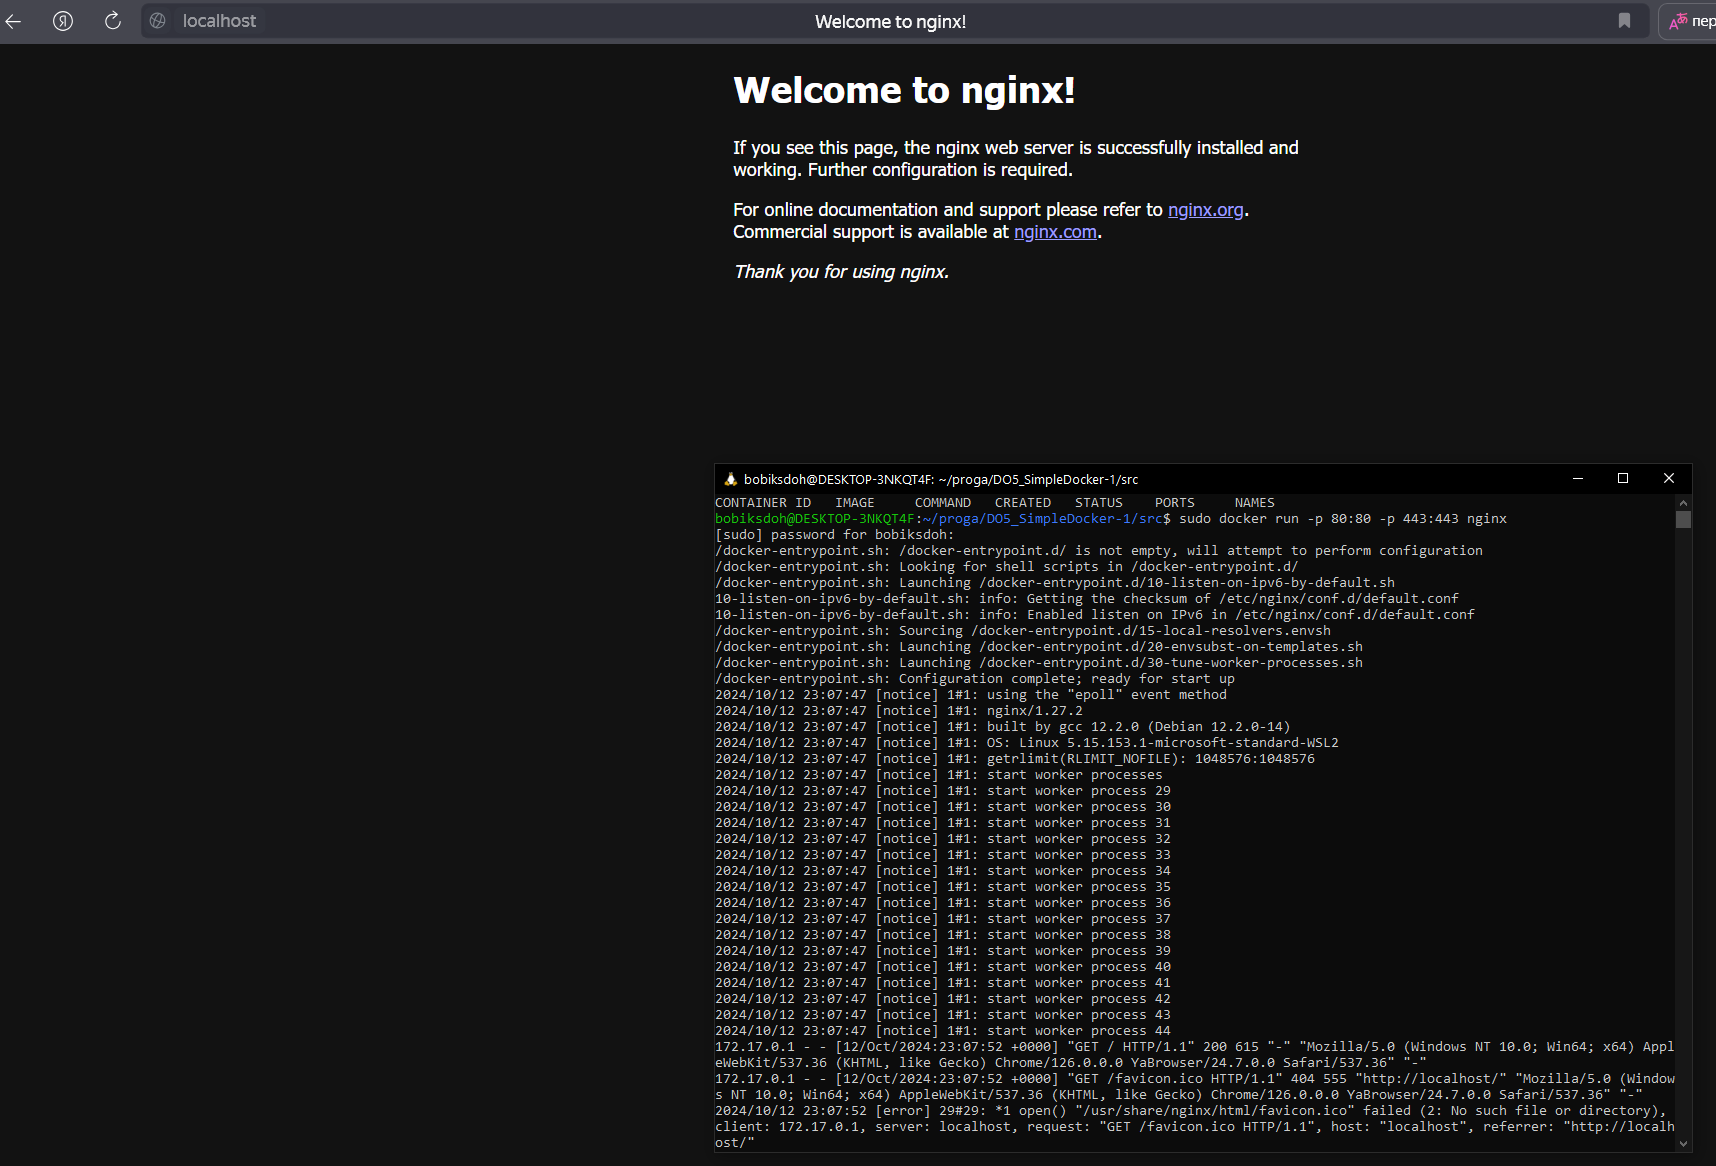 Я localhost Welcome to nginx! пер
Welcome to nginx!
If you see this page, the nginx web server is successfully installed and
working. Further configuration is required.
For online documentation and support please refer to nginx.org.
Commercial support is available at nginx.com.
Thank you for using nginx.
bobiksdoh@DESKTOP-3NKQT4F: ~/proga/DO5_SimpleDocker-1/src
CONTAINER ID   IMAGE     COMMAND   CREATED   STATUS    PORTS     NAMES
bobiksdoh@DESKTOP-3NKQT4F:~/proga/DO5_SimpleDocker-1/src$ sudo docker run -p 80:80 -p 443:443 nginx
[sudo] password for bobiksdoh:
/docker-entrypoint.sh: /docker-entrypoint.d/ is not empty, will attempt to perform configuration
/docker-entrypoint.sh: Looking for shell scripts in /docker-entrypoint.d/
/docker-entrypoint.sh: Launching /docker-entrypoint.d/10-listen-on-ipv6-by-default.sh
10-listen-on-ipv6-by-default.sh: info: Getting the checksum of /etc/nginx/conf.d/default.conf
10-listen-on-ipv6-by-default.sh: info: Enabled listen on IPv6 in /etc/nginx/conf.d/default.conf
/docker-entrypoint.sh: Sourcing /docker-entrypoint.d/15-local-resolvers.envsh
/docker-entrypoint.sh: Launching /docker-entrypoint.d/20-envsubst-on-templates.sh
/docker-entrypoint.sh: Launching /docker-entrypoint.d/30-tune-worker-processes.sh
/docker-entrypoint.sh: Configuration complete; ready for start up
2024/10/12 23:07:47 [notice] 1#1: using the "epoll" event method
2024/10/12 23:07:47 [notice] 1#1: nginx/1.27.2
2024/10/12 23:07:47 [notice] 1#1: built by gcc 12.2.0 (Debian 12.2.0-14)
2024/10/12 23:07:47 [notice] 1#1: OS: Linux 5.15.153.1-microsoft-standard-WSL2
2024/10/12 23:07:47 [notice] 1#1: getrlimit(RLIMIT_NOFILE): 1048576:1048576
2024/10/12 23:07:47 [notice] 1#1: start worker processes
2024/10/12 23:07:47 [notice] 1#1: start worker process 29
2024/10/12 23:07:47 [notice] 1#1: start worker process 30
2024/10/12 23:07:47 [notice] 1#1: start worker process 31
2024/10/12 23:07:47 [notice] 1#1: start worker process 32
2024/10/12 23:07:47 [notice] 1#1: start worker process 33
2024/10/12 23:07:47 [notice] 1#1: start worker process 34
2024/10/12 23:07:47 [notice] 1#1: start worker process 35
2024/10/12 23:07:47 [notice] 1#1: start worker process 36
2024/10/12 23:07:47 [notice] 1#1: start worker process 37
2024/10/12 23:07:47 [notice] 1#1: start worker process 38
2024/10/12 23:07:47 [notice] 1#1: start worker process 39
2024/10/12 23:07:47 [notice] 1#1: start worker process 40
2024/10/12 23:07:47 [notice] 1#1: start worker process 41
2024/10/12 23:07:47 [notice] 1#1: start worker process 42
2024/10/12 23:07:47 [notice] 1#1: start worker process 43
2024/10/12 23:07:47 [notice] 1#1: start worker process 44
172.17.0.1 - - [12/Oct/2024:23:07:52 +0000] "GET / HTTP/1.1" 200 615 "-" "Mozilla/5.0 (Windows NT 10.0; Win64; x64) Appl
eWebKit/537.36 (KHTML, like Gecko) Chrome/126.0.0.0 YaBrowser/24.7.0.0 Safari/537.36" "-"
172.17.0.1 - - [12/Oct/2024:23:07:52 +0000] "GET /favicon.ico HTTP/1.1" 404 555 "http://localhost/" "Mozilla/5.0 (Window
s NT 10.0; Win64; x64) AppleWebKit/537.36 (KHTML, like Gecko) Chrome/126.0.0.0 YaBrowser/24.7.0.0 Safari/537.36" "-"
2024/10/12 23:07:52 [error] 29#29: *1 open() "/usr/share/nginx/html/favicon.ico" failed (2: No such file or directory),
client: 172.17.0.1, server: localhost, request: "GET /favicon.ico HTTP/1.1", host: "localhost", referrer: "http://localh
ost/"